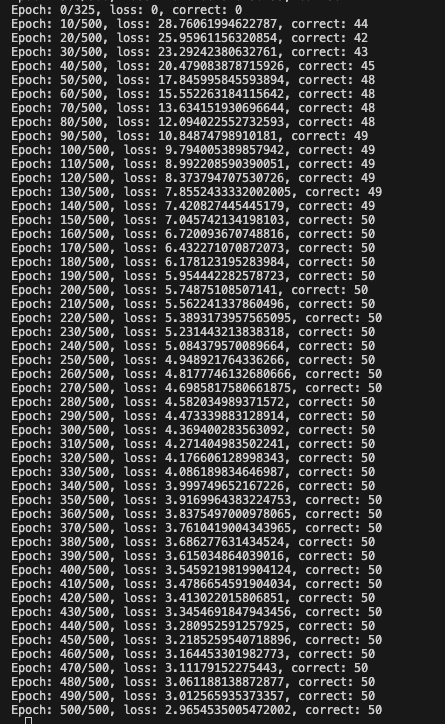 Epoch: 0/325, loss: 0, correct: 0
Epoch: 10/500, loss: 28.76061994622787, correct: 44
Epoch: 20/500, loss: 25.95961156320854, correct: 42
Epoch: 30/500, loss: 23.29242380632761, correct: 43
Epoch: 40/500, loss: 20.479083878715926, correct: 45
Epoch: 50/500, loss: 17.845995845593894, correct: 48
Epoch: 60/500, loss: 15.552263184115642, correct: 48
Epoch: 70/500, loss: 13.634151930696644, correct: 48
Epoch: 80/500, loss: 12.094022552732593, correct: 48
Epoch: 90/500, loss: 10.84874798910181, correct: 49
Epoch: 100/500, loss: 9.794005389857942, correct: 49
Epoch: 110/500, loss: 8.992208590390051, correct: 49
Epoch: 120/500, loss: 8.373794707530726, correct: 49
Epoch: 130/500, loss: 7.8552433332002005, correct: 49
Epoch: 140/500, loss: 7.420827445445179, correct: 49
Epoch: 150/500, loss: 7.045742134198103, correct: 50
Epoch: 160/500, loss: 6.720093670748816, correct: 50
Epoch: 170/500, loss: 6.432271070872073, correct: 50
Epoch: 180/500, loss: 6.178123195283984, correct: 50
Epoch: 190/500, loss: 5.954442282578723, correct: 50
Epoch: 200/500, loss: 5.74875108507141, correct: 50
Epoch: 210/500, loss: 5.562241337860496, correct: 50
Epoch: 220/500, loss: 5.3893173957565095, correct: 50
Epoch: 230/500, loss: 5.231443213838318, correct: 50
Epoch: 240/500, loss: 5.084379570089664, correct: 50
Epoch: 250/500, loss: 4.948921764336266, correct: 50
Epoch: 260/500, loss: 4.8177746132680666, correct: 50
Epoch: 270/500, loss: 4.6985817580661875, correct: 50
Epoch: 280/500, loss: 4.582034989371572, correct: 50
Epoch: 290/500, loss: 4.473339883128914, correct: 50
Epoch: 300/500, loss: 4.369400283563092, correct: 50
Epoch: 310/500, loss: 4.271404983502241, correct: 50
Epoch: 320/500, loss: 4.176606128998343, correct: 50
Epoch: 330/500, loss: 4.086189834646987, correct: 50
Epoch: 340/500, loss: 3.999749652167226, correct: 50
Epoch: 350/500, loss: 3.9169964383224753, correct: 50
Epoch: 360/500, loss: 3.8375497000978065, correct: 50
Epoch: 370/500, loss: 3.7610419004343965, correct: 50
Epoch: 380/500, loss: 3.686277631434524, correct: 50
Epoch: 390/500, loss: 3.615034864039016, correct: 50
Epoch: 400/500, loss: 3.5459219819904124, correct: 50
Epoch: 410/500, loss: 3.4786654591904034, correct: 50
Epoch: 420/500, loss: 3.413022015806851, correct: 50
Epoch: 430/500, loss: 3.3454691847943456, correct: 50
Epoch: 440/500, loss: 3.280952591257925, correct: 50
Epoch: 450/500, loss: 3.2185259540718896, correct: 50
Epoch: 460/500, loss: 3.164453301982773, correct: 50
Epoch: 470/500, loss: 3.11179152275443, correct: 50
Epoch: 480/500, loss: 3.061188138872877, correct: 50
Epoch: 490/500, loss: 3.012565935373357, correct: 50
Epoch: 500/500, loss: 2.9654535005472002, correct: 50